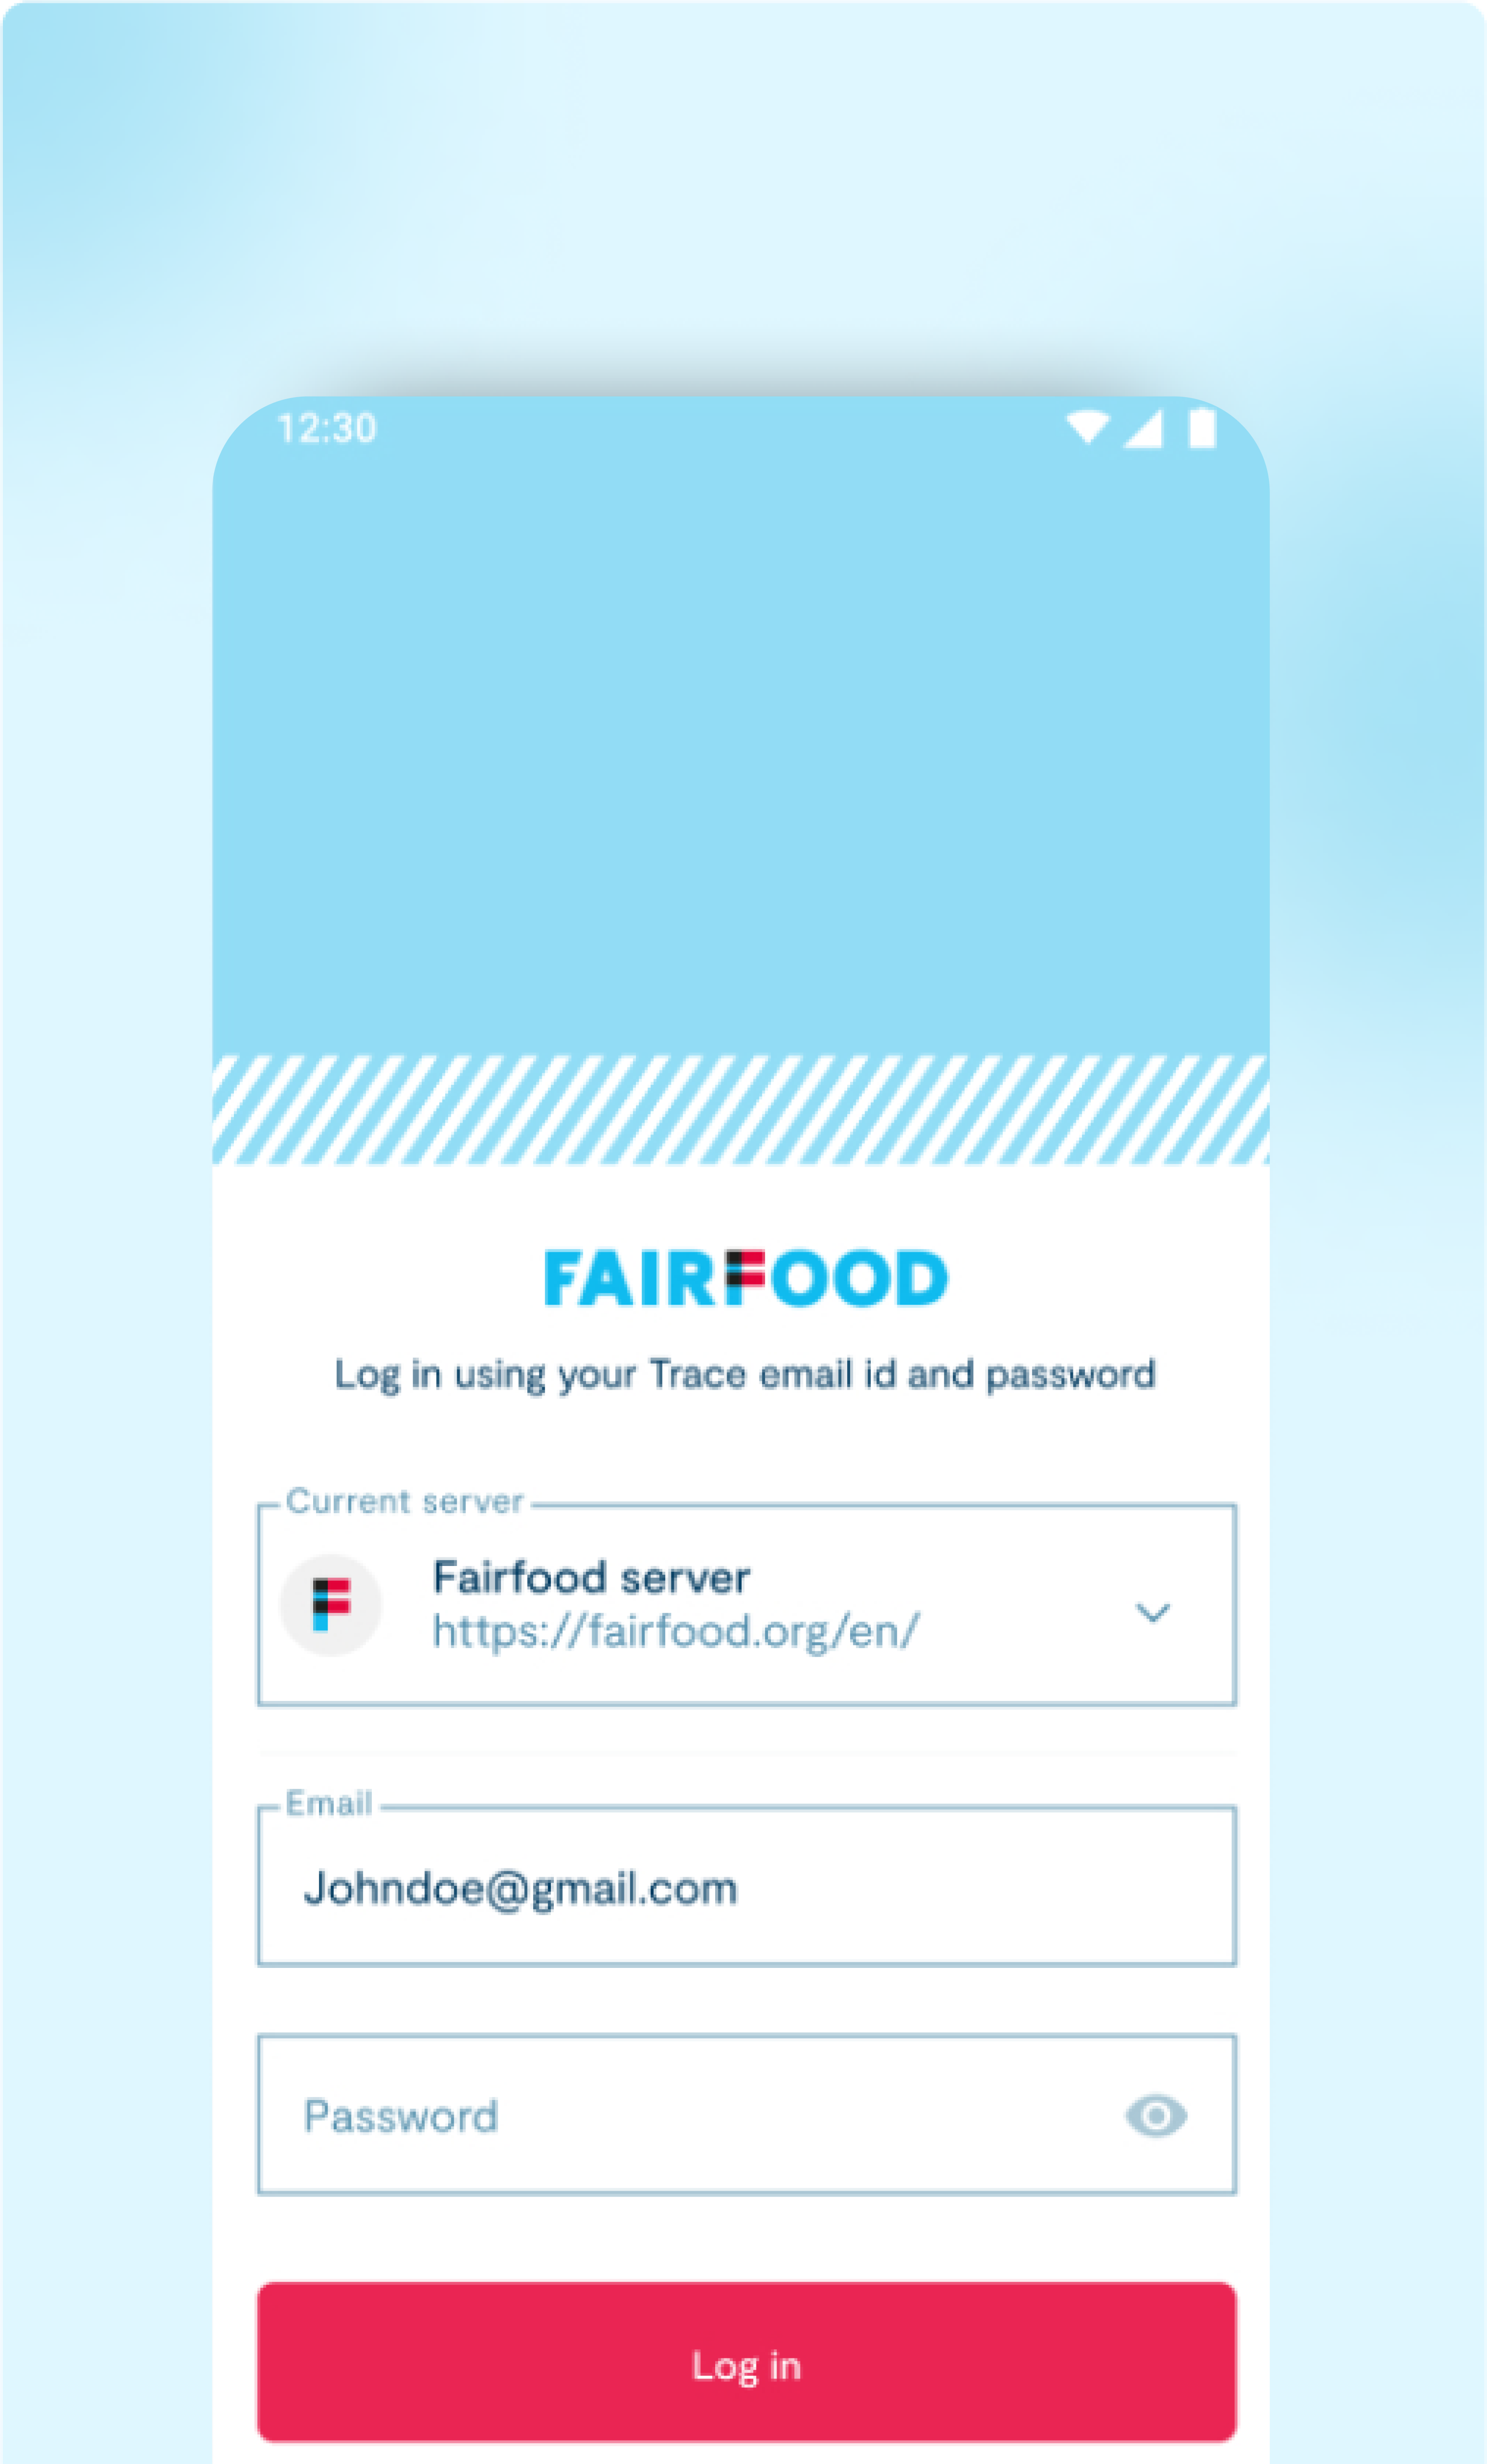 12:30
FAIRFOOD
Log in using your Trace email id and password
Current server
Fairfood server
https://fairfood.org/en/
Email
Johndoe@gmail.com
Password
Log in